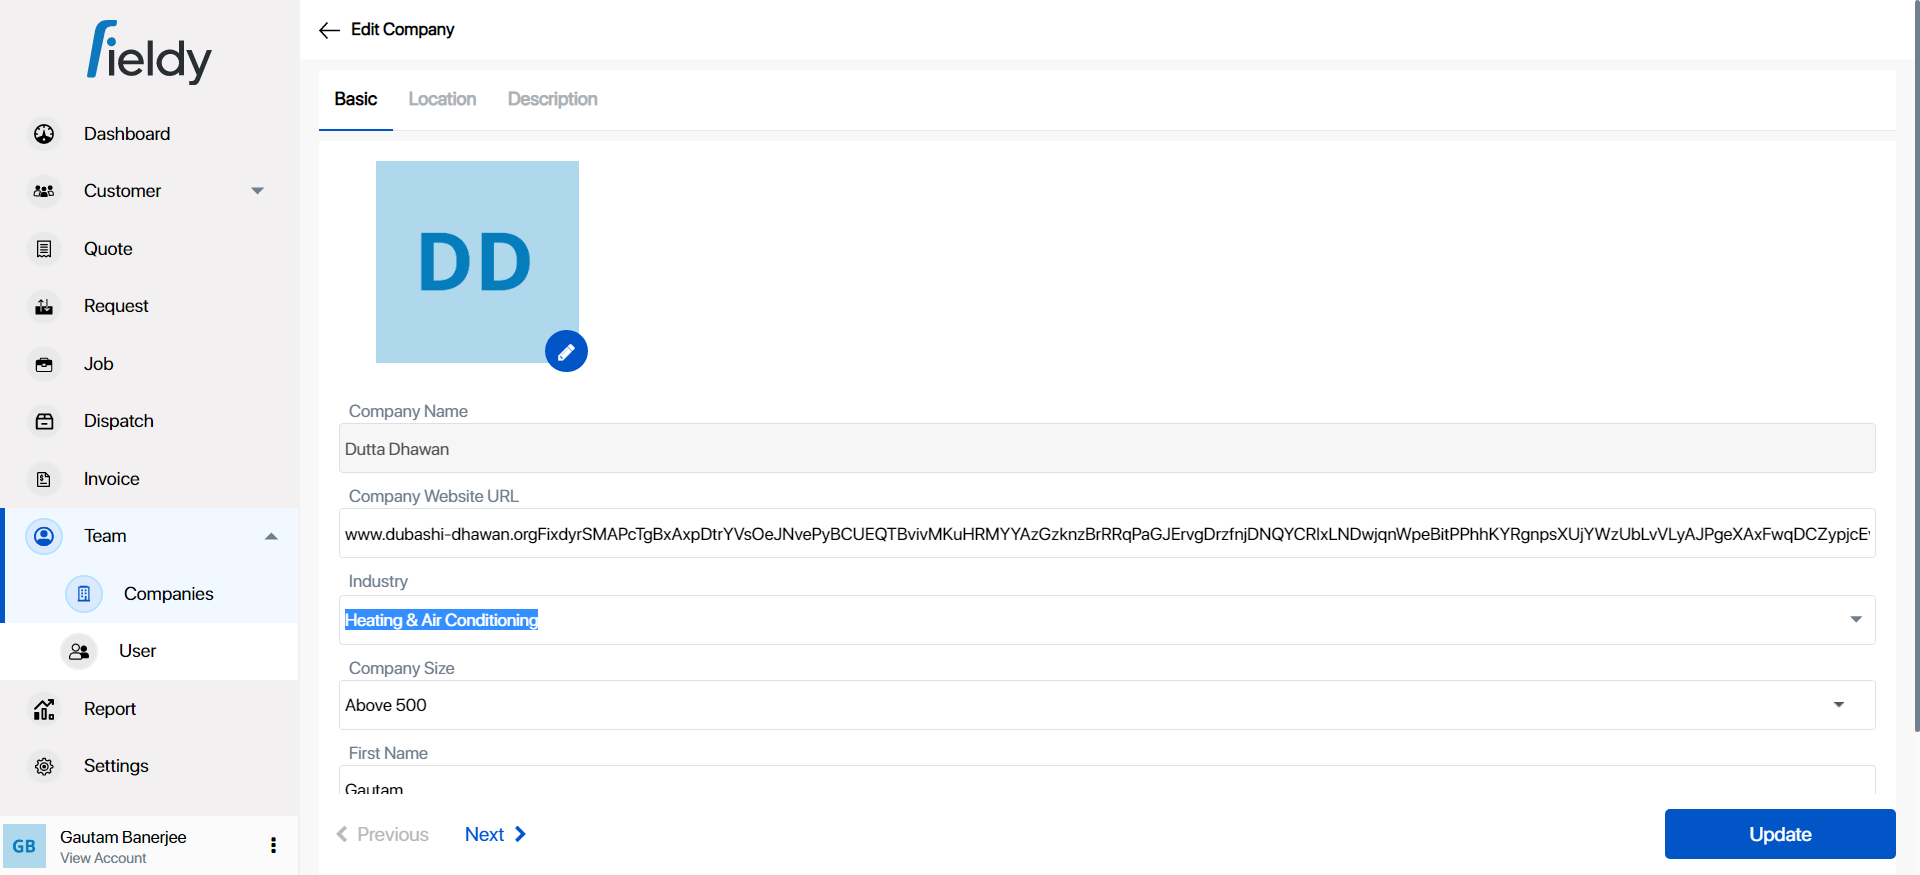 fieldy
Edit Company
Basic Location Description
Dashboard
Customer
Quote
Request
Job
Dispatch
Invoice
Team
Companies
User
Report
Settings
GB
Gautam Banerjee
View Account
DD
Company Name
Dutta Dhawan
Company Website URL
www.dubashi-dhawan.orgFixdyrSMAPcTgBxAxpDtrYVsOeJNvePyBCUEQTBvivMKuHRMYYAzGzknzBrRRqPaGJErvgDrzfnjDNQYCRlxLNDwjqnWpeBitPPhhKYRgnpsXUjYWzUbLvVLyAJPgeXAxFwqDCZypjcE
Industry
Heating & Air Conditioning
Company Size
Above 500
First Name
Gautam
Previous Next
Update